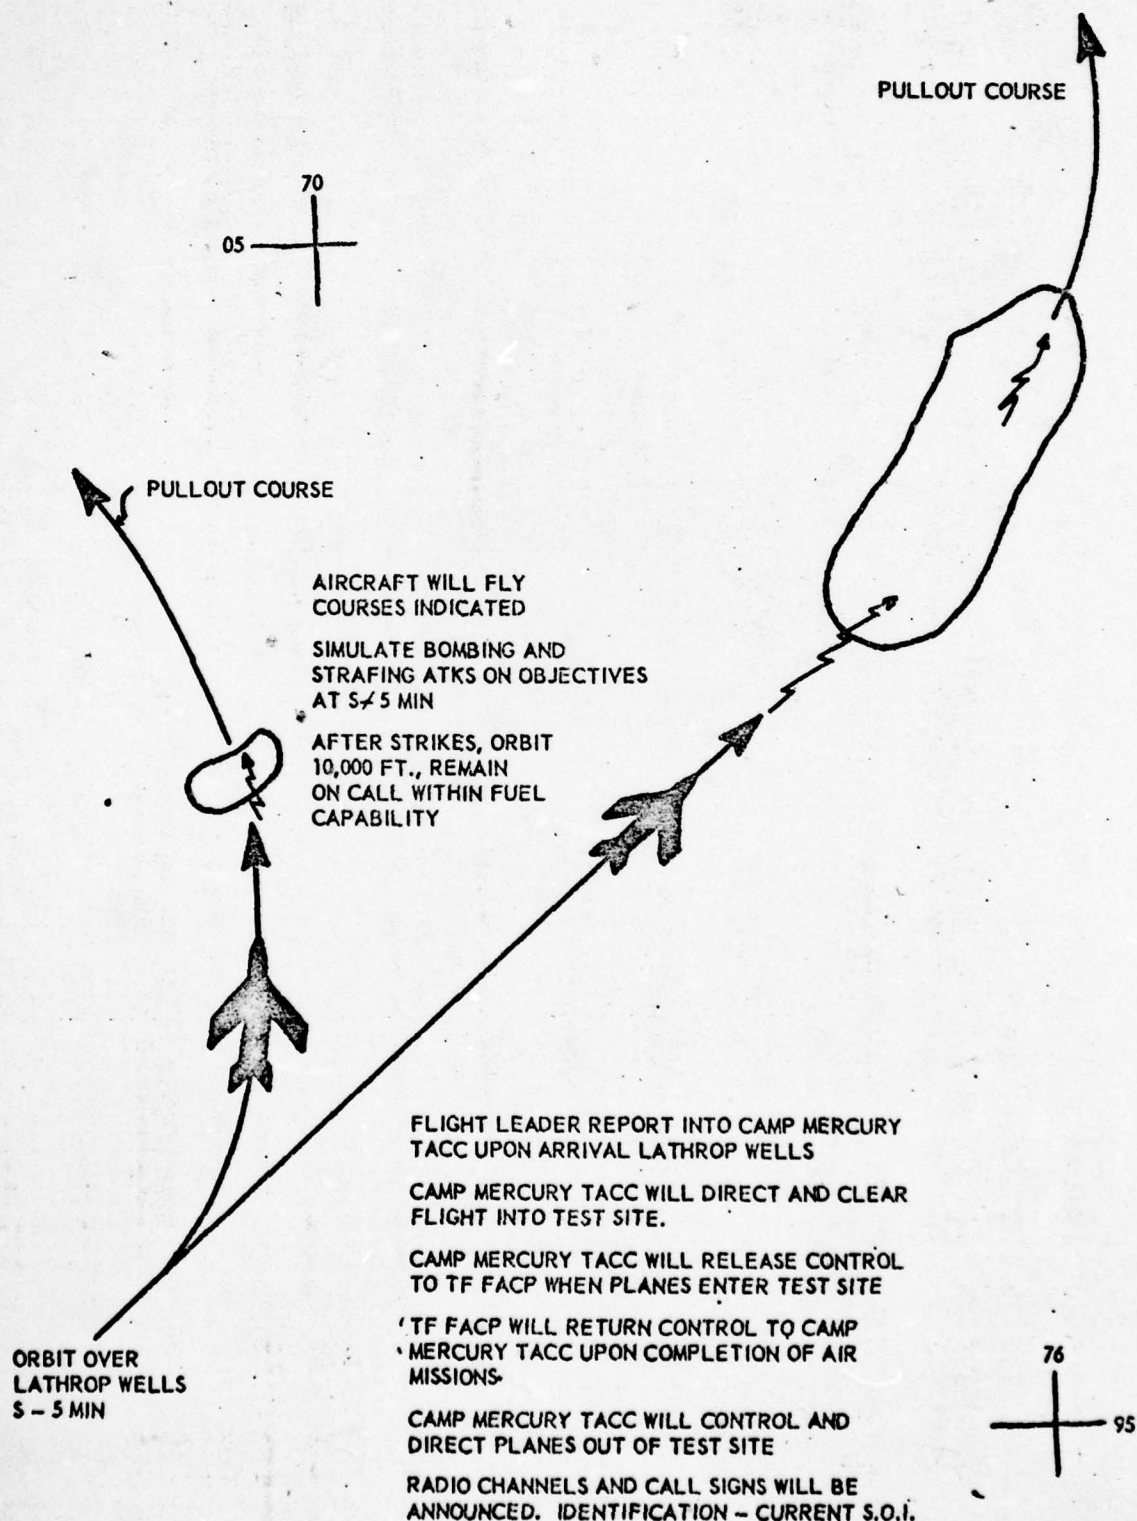 PULLOUT COURSE
70
05
PULLOUT COURSE
AIRCRAFT WILL FLY
COURSES INDICATED
SIMULATE BOMBING AND
STRAFING ATKS ON OBJECTIVES
AT S≁5 MIN
AFTER STRIKES, ORBIT
10,000 FT., REMAIN
ON CALL WITHIN FUEL
CAPABILITY
FLIGHT LEADER REPORT INTO CAMP MERCURY
TACC UPON ARRIVAL LATHROP WELLS
CAMP MERCURY TACC WILL DIRECT AND CLEAR
FLIGHT INTO TEST SITE.
CAMP MERCURY TACC WILL RELEASE CONTROL
TO TF FACP WHEN PLANES ENTER TEST SITE
TF FACP WILL RETURN CONTROL TO CAMP
MERCURY TACC UPON COMPLETION OF AIR
MISSIONS
CAMP MERCURY TACC WILL CONTROL AND
DIRECT PLANES OUT OF TEST SITE
RADIO CHANNELS AND CALL SIGNS WILL BE
ANNOUNCED. IDENTIFICATION - CURRENT S.O.I.
ORBIT OVER
LATHROP WELLS
S - 5 MIN
76
95